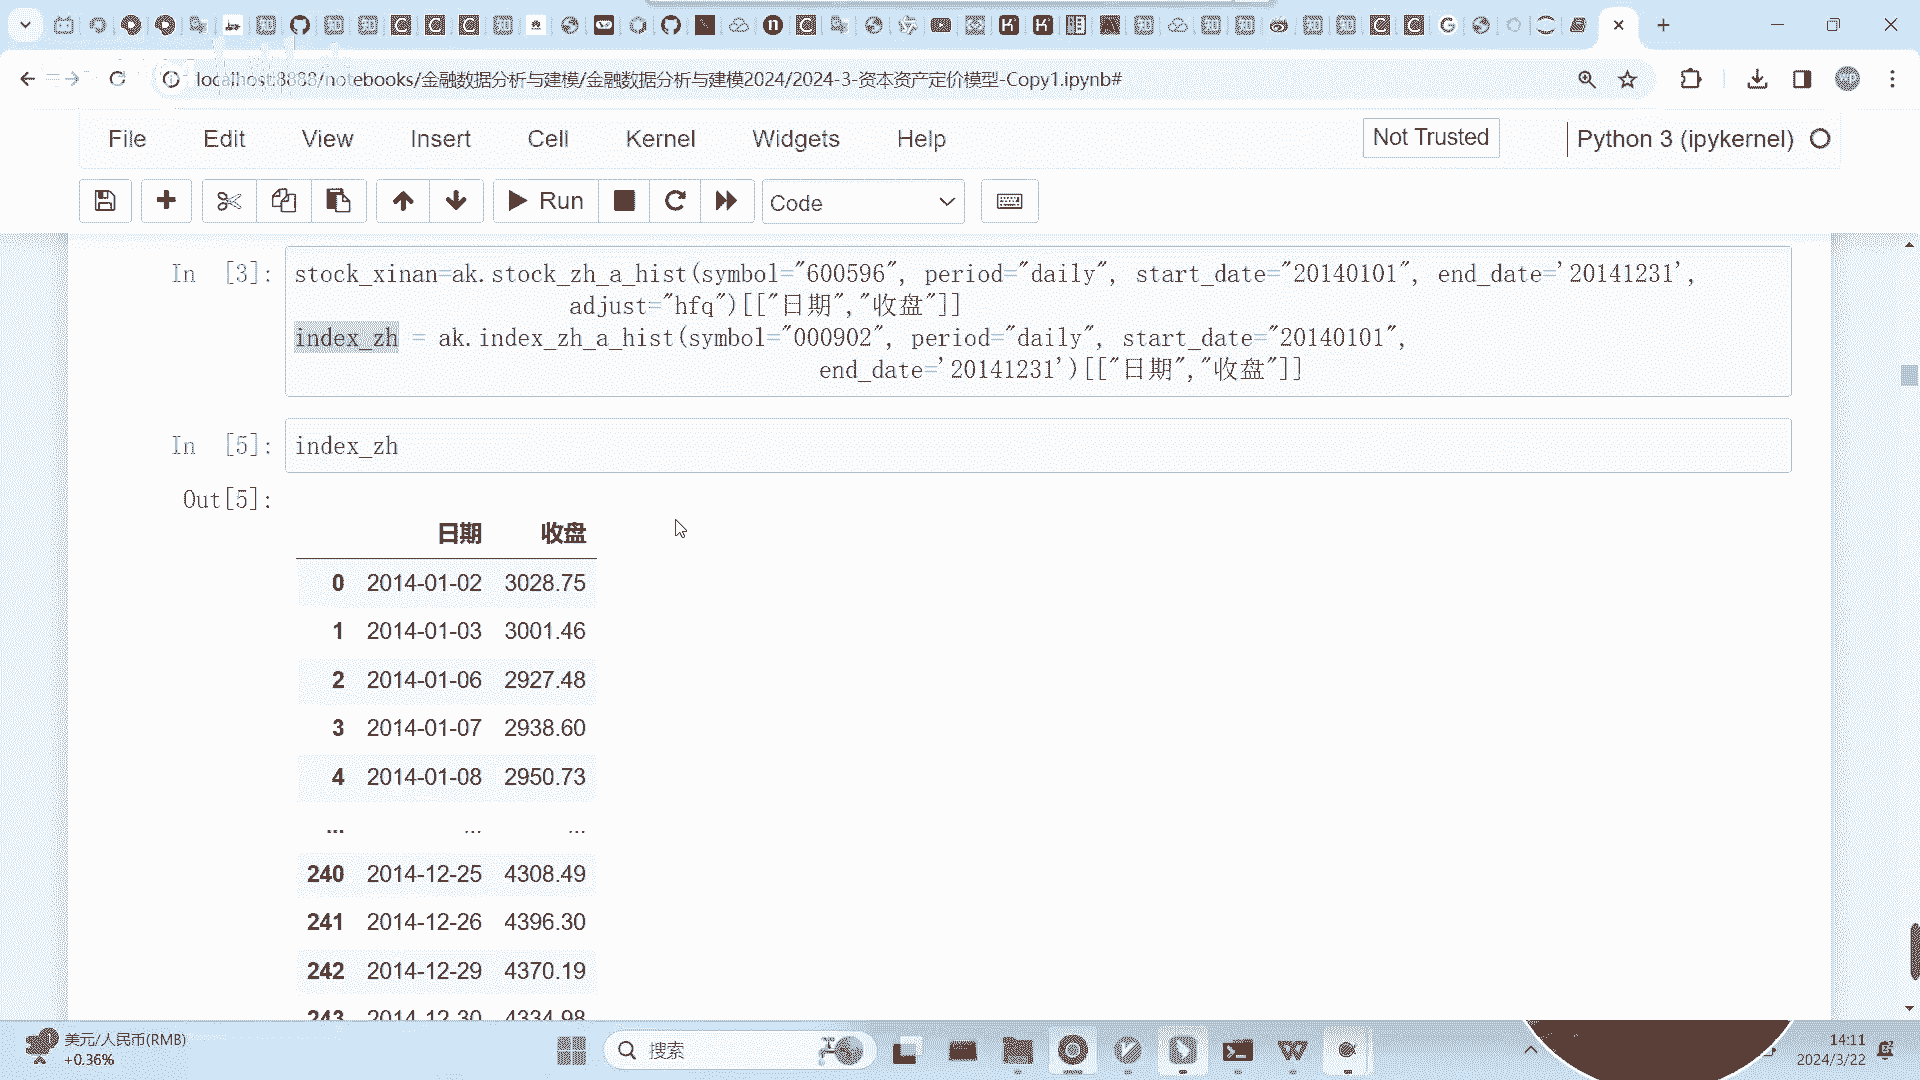 localhost:8888/notebooks/金融数据分析与建模/金融数据分析与建模2024/2024-3-资本资产定价模型-Copy1.ipynb#
File Edit View Insert Cell Kernel Widgets Help Not Trusted Python 3 (ipykernel)
Run Code
In [3]: stock_xinan=ak.stock_zh_a_hist(symbol="600596", period="daily", start_date="20140101", end_date='20141231',
adjust="hfq")[["日期","收盘"]]
index_zh = ak.index_zh_a_hist(symbol="000902", period="daily", start_date="20140101",
end_date='20141231')[["日期","收盘"]]
In [5]: index_zh
Out[5]:
日期 收盘
0 2014-01-02 3028.75
1 2014-01-03 3001.46
2 2014-01-06 2927.48
3 2014-01-07 2938.60
4 2014-01-08 2950.73
... ... ...
240 2014-12-25 4308.49
241 2014-12-26 4396.30
242 2014-12-29 4370.19
243 2014-12-30 4334.98
美元/人民币(RMB)
+0.36%
搜索
14:11
2024/3/22